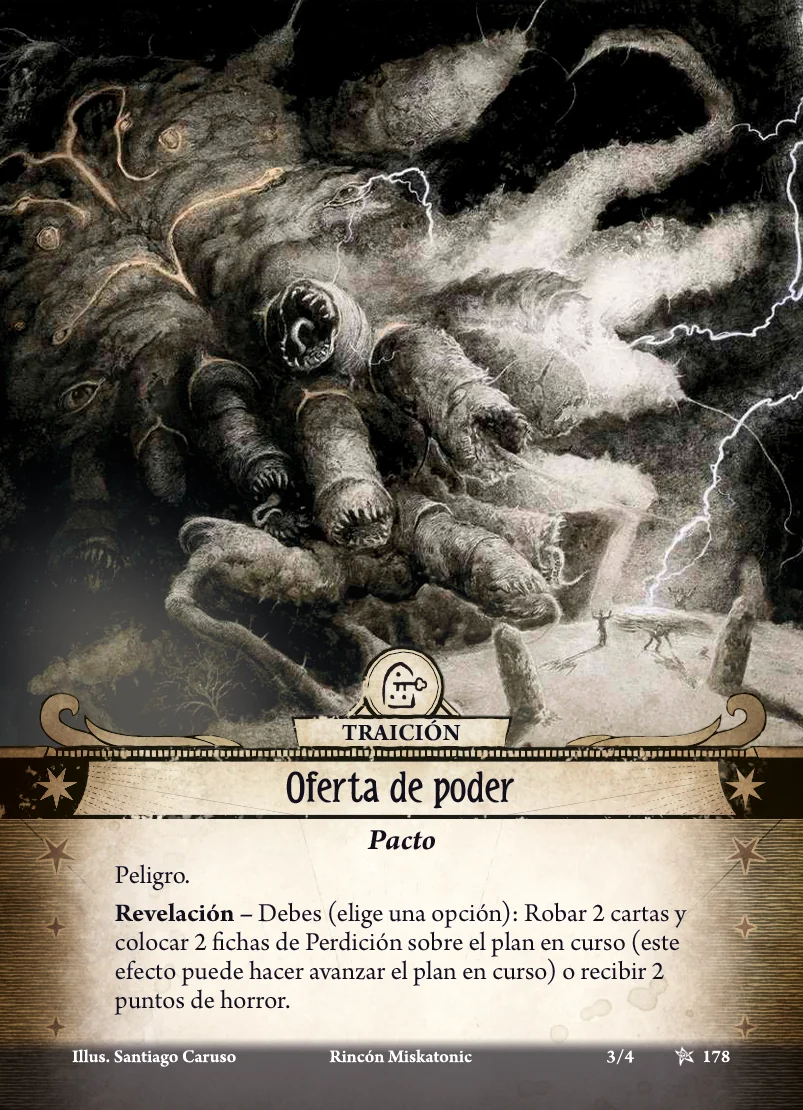 TRAICIÓN
Oferta de poder
Pacto
Peligro.
Revelación – Debes (elige una opción): Robar 2 cartas y
colocar 2 fichas de Perdición sobre el plan en curso (este
efecto puede hacer avanzar el plan en curso) o recibir 2
puntos de horror.
Illus. Santiago Caruso Rincón Miskatonic 3/4 178